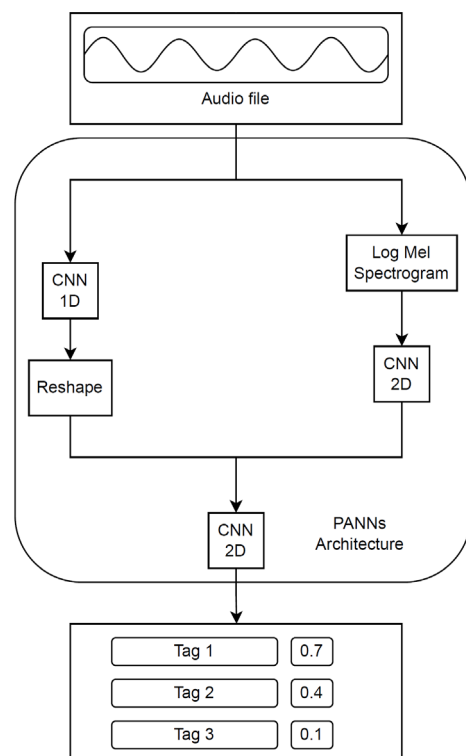 Audio file
CNN
1D
Log Mel
Spectrogram
Reshape
CNN
2D
CNN
2D
PANNs
Architecture
Tag 1 0.7
Tag 2 0.4
Tag 3 0.1